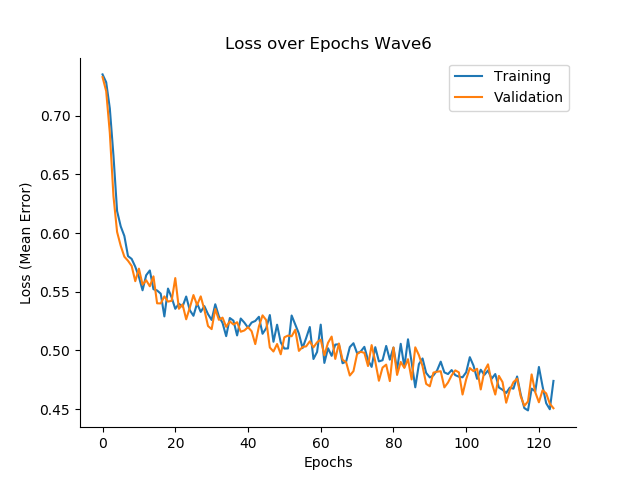 Loss over Epochs Wave6
Training
Validation
0.70
0.65
0.60
0.55
0.50
0.45
Loss (Mean Error)
0 20 40 60 80 100 120
Epochs